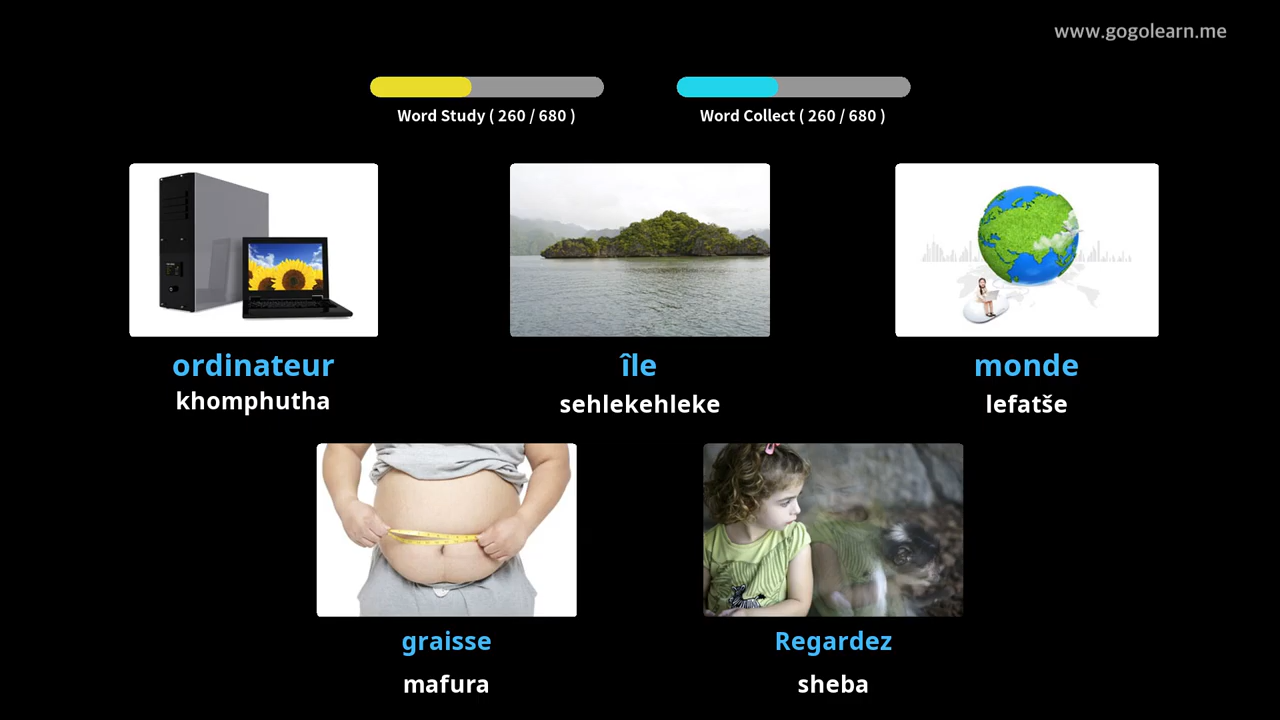 www.gogolearn.me
Word Study ( 260 / 680 )
Word Collect ( 260 / 680 )
ordinateur
khomphutha
île
sehlekehleke
monde
lefatše
graisse
mafura
Regardez
sheba